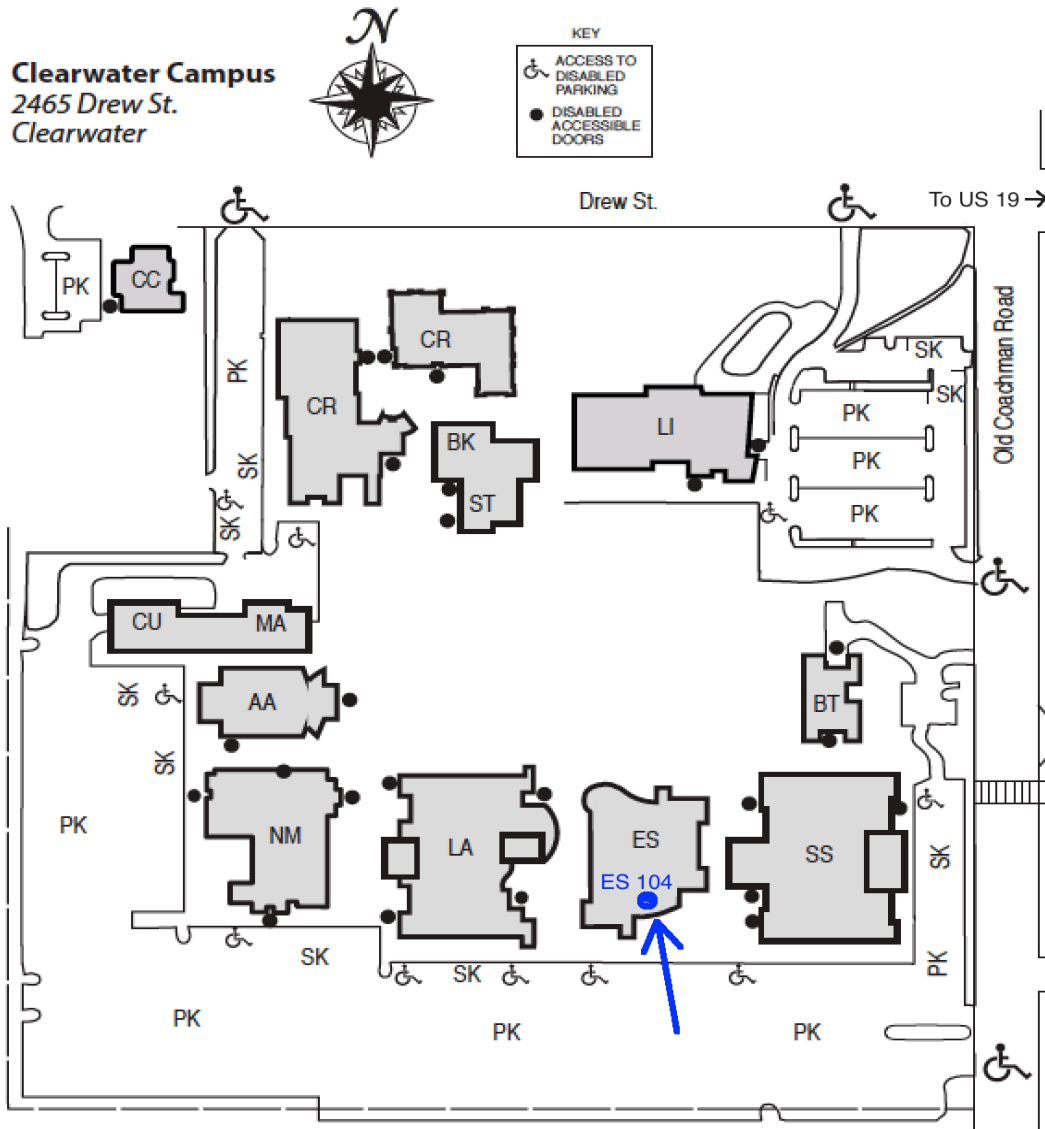 N
Clearwater Campus
2465 Drew St.
Clearwater
KEY
ACCESS TO
DISABLED
PARKING
DISABLED
ACCESSIBLE
DOORS
Drew St.
To US 19
CC
PK
PK
CR
CR
SK
PK
SK
Old Coachman Road
LI
PK
BK
PK
SK
ST
PK
SK
CU
MA
SK
AA
BT
SK
PK
NM
LA
ES
SS
SK
ES 104
SK
SK
PK
PK
PK
PK